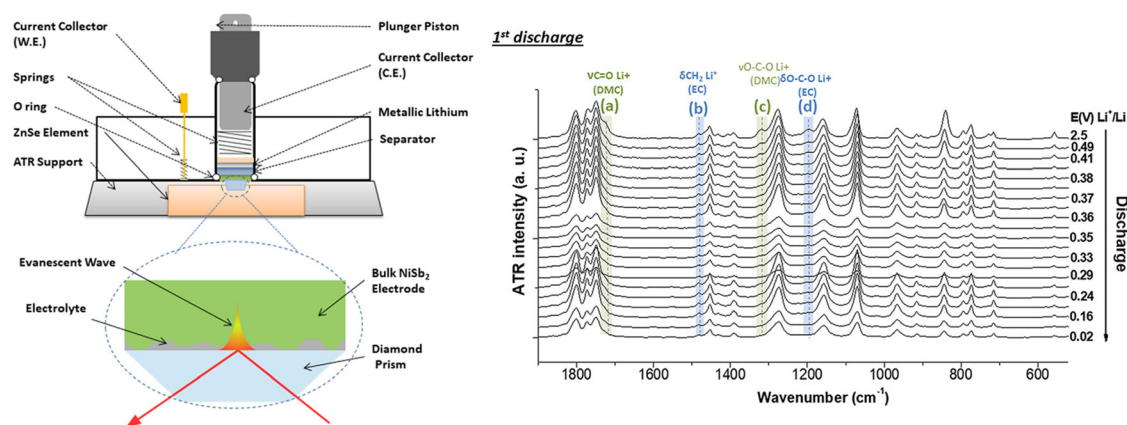 Current Collector
(W.E.)
Springs
O ring
ZnSe Element
ATR Support
Plunger Piston
Current Collector
(C.E.)
Metallic Lithium
Separator
Evanescent Wave
Electrolyte
Bulk NiSb₂
Electrode
Diamond
Prism
1st discharge
νC=O Li+
(DMC)
(a)
δCH₂ Li⁺
(EC)
(b)
νO-C-O Li+
(DMC)
(c)
δO-C-O Li+
(EC)
(d)
E(V) Li⁺/Li
2.5
0.49
0.41
0.38
0.37
0.36
0.35
0.33
0.29
0.24
0.16
0.02
Discharge
ATR intensity (a. u.)
1800 1600 1400 1200 1000 800 600
Wavenumber (cm⁻¹)